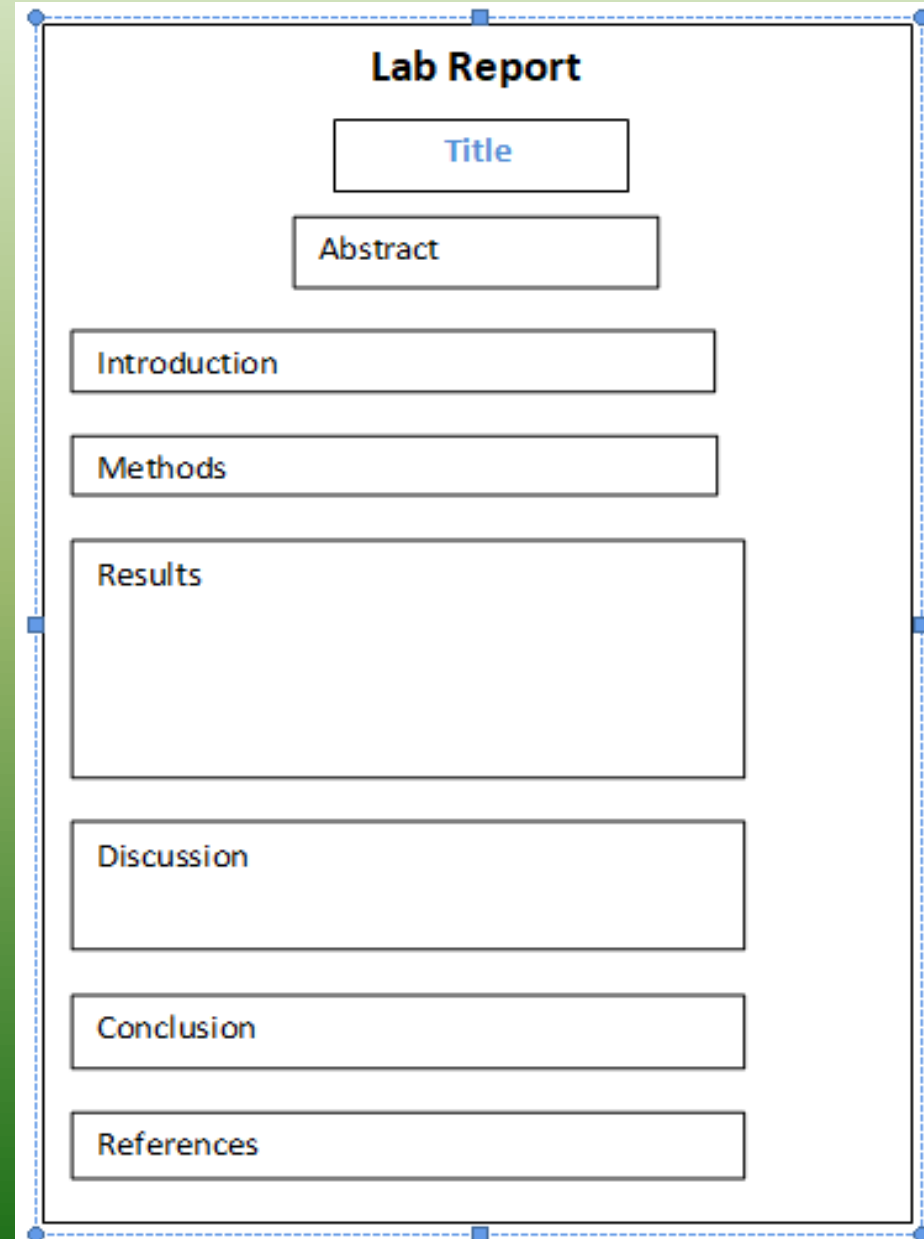 Lab Report
Title
Abstract
Introduction
Methods
Results
Discussion
Conclusion
References